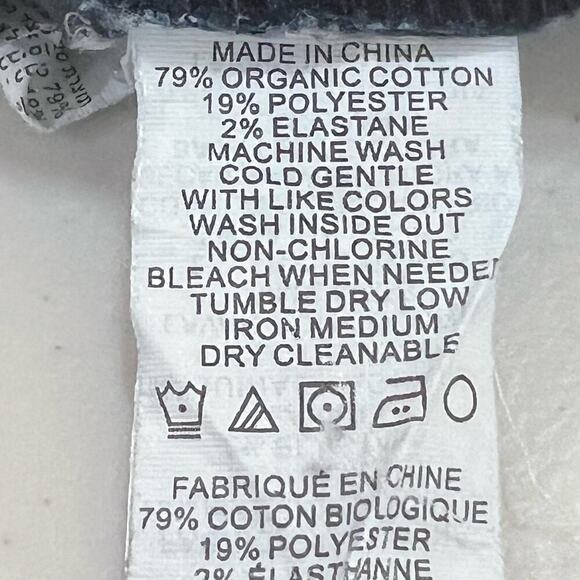 MADE IN CHINA
79% ORGANIC COTTON
19% POLYESTER
2% ELASTANE
MACHINE WASH
COLD GENTLE
WITH LIKE COLORS
WASH INSIDE OUT
NON-CHLORINE
BLEACH WHEN NEEDED
TUMBLE DRY LOW
IRON MEDIUM
DRY CLEANABLE
FABRIQUÉ EN CHINE
79% COTON BIOLOGIQUE
19% POLYESTER
2% ÉLASTHANNE